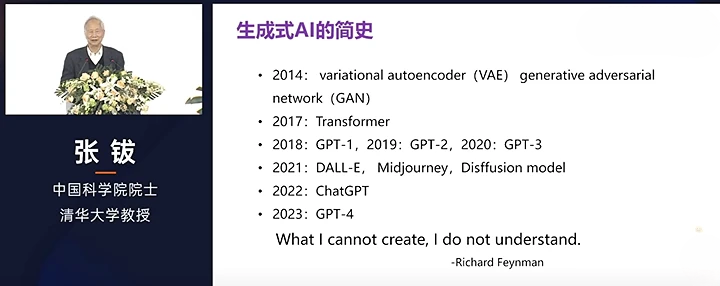 张 钹
中国科学院院士
清华大学教授
生成式AI的简史
• 2014： variational autoencoder（VAE） generative adversarial
network（GAN）
• 2017：Transformer
• 2018：GPT-1，2019：GPT-2，2020：GPT-3
• 2021：DALL-E， Midjourney，Disffusion model
• 2022：ChatGPT
• 2023：GPT-4
What I cannot create, I do not understand.
-Richard Feynman